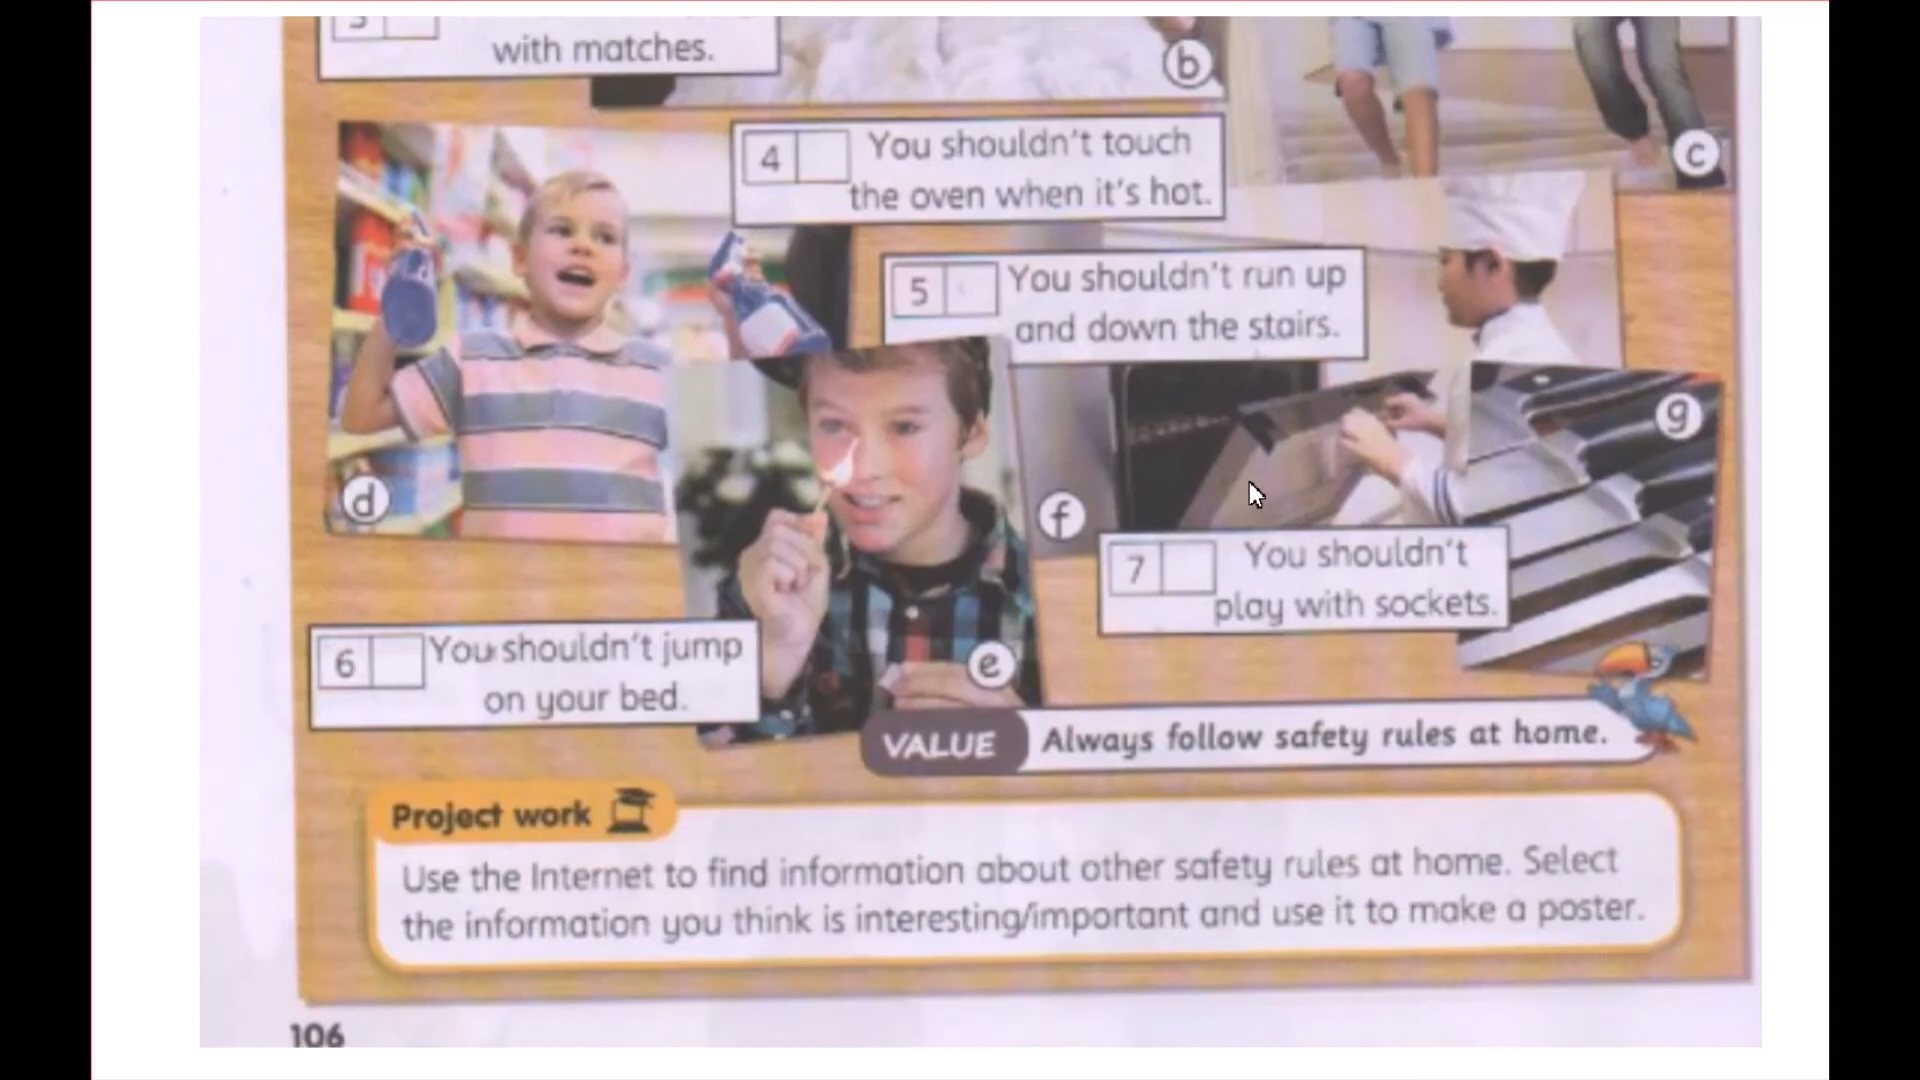 3
with matches.
b
c
4 You shouldn't touch
the oven when it's hot.
5 You shouldn't run up
and down the stairs.
d
g
f
7 You shouldn't
play with sockets.
6 You shouldn't jump
on your bed.
e
VALUE Always follow safety rules at home.
Project work
Use the Internet to find information about other safety rules at home. Select
the information you think is interesting/important and use it to make a poster.
106